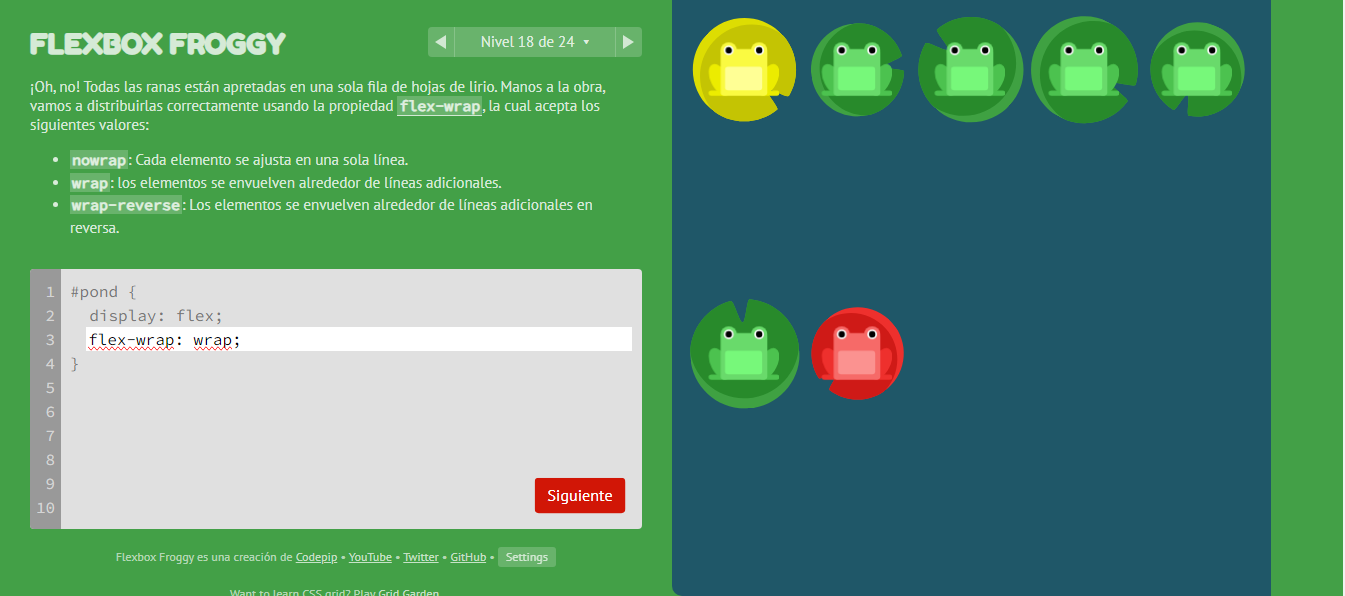 FLEXBOX FROGGY
Nivel 18 de 24
¡Oh, no! Todas las ranas están apretadas en una sola fila de hojas de lirio. Manos a la obra,
vamos a distribuirlas correctamente usando la propiedad flex-wrap, la cual acepta los
siguientes valores:
• nowrap: Cada elemento se ajusta en una sola línea.
• wrap: los elementos se envuelven alrededor de líneas adicionales.
• wrap-reverse: Los elementos se envuelven alrededor de líneas adicionales en
reversa.
1 #pond {
2 display: flex;
3 flex-wrap: wrap;
4 }
5
6
7
8
9
10
Siguiente
Flexbox Froggy es una creación de Codepip • YouTube • Twitter • GitHub • Settings
Want to learn CSS grid? Play Grid Garden.